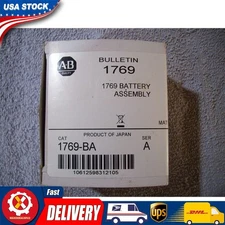 USA STOCK
AB
BULLETIN
1769
1769 BATTERY
ASSEMBLY
MAT
PRODUCT OF JAPAN
CAT
SER
1769-BA
A
10612598312105
FAST
DELIVERY
UPS
DHL